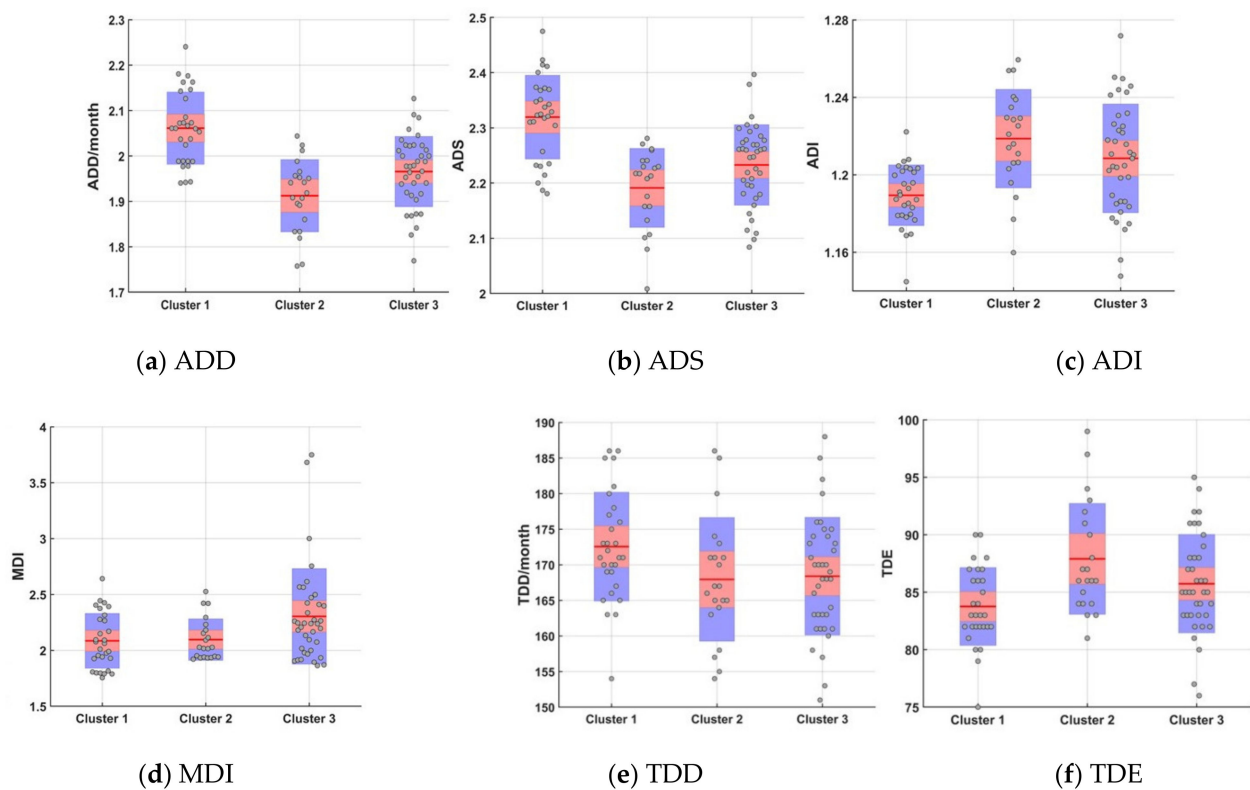 2.3
2.2
2.1
2
1.9
1.8
1.7
ADD/month
Cluster 1 Cluster 2 Cluster 3
(a) ADD
2.5
2.4
2.3
2.2
2.1
2
ADS
Cluster 1 Cluster 2 Cluster 3
(b) ADS
1.28
1.24
1.2
1.16
ADI
Cluster 1 Cluster 2 Cluster 3
(c) ADI
4
3.5
3
2.5
2
1.5
MDI
Cluster 1 Cluster 2 Cluster 3
(d) MDI
190
185
180
175
170
165
160
155
150
TDD/month
Cluster 1 Cluster 2 Cluster 3
(e) TDD
100
95
90
85
80
75
TDE
Cluster 1 Cluster 2 Cluster 3
(f) TDE